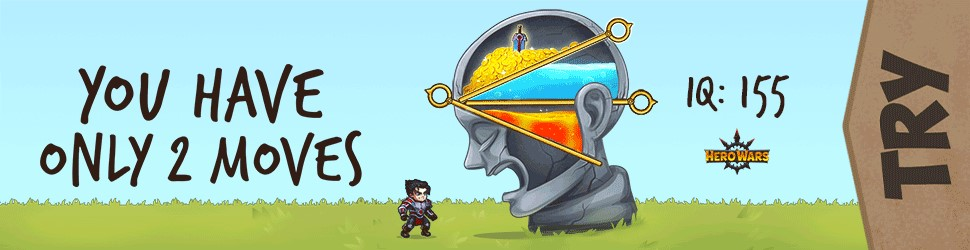 YOU HAVE
ONLY 2 MOVES
IQ: 155
HERO WARS
TRY